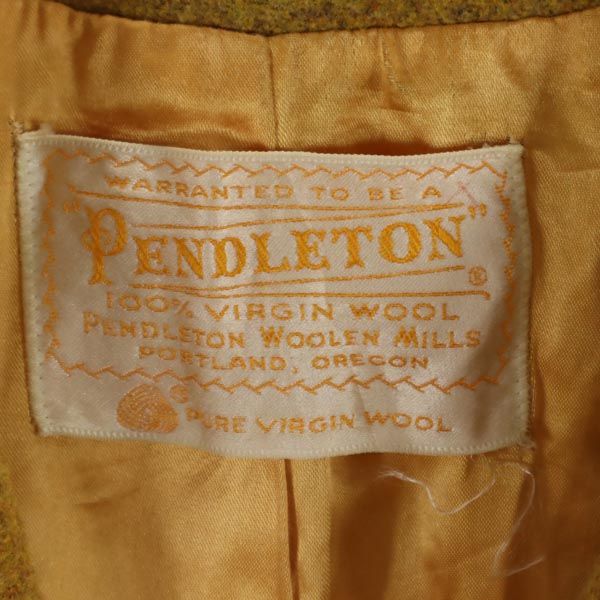 WARRANTED TO BE A
"PENDLETON"®
100% VIRGIN WOOL
PENDLETON WOOLEN MILLS
PORTLAND, OREGON
® PURE VIRGIN WOOL